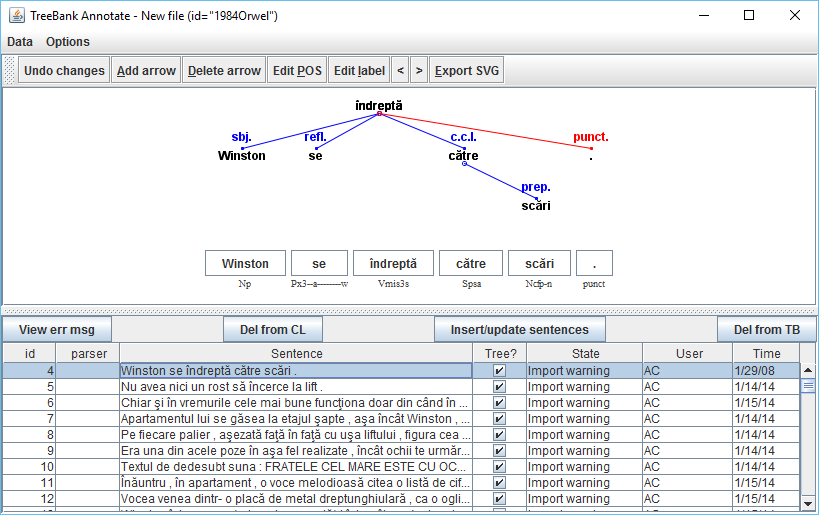 TreeBank Annotate - New file (id="1984Orwel")
Data Options
Undo changes Add arrow Delete arrow Edit POS Edit label < > Export SVG
îndreptă
sbj. refl. c.c.l. punct.
Winston se către .
prep.
scări
Winston se îndreptă către scări .
Np Px3--a--------w Vmis3s Spsa Ncfp-n punct
View err msg Del from CL Insert/update sentences Del from TB
id parser Sentence Tree? State User Time
4 Winston se îndreptă către scări . Import warning AC 1/29/08
5 Nu avea nici un rost să încerce la lift . Import warning AC 1/14/14
6 Chiar şi în vremurile cele mai bune funcţiona doar din când în ... Import warning AC 1/15/14
7 Apartamentul lui se găsea la etajul şapte , aşa încât Winston , ... Import warning AC 1/14/14
8 Pe fiecare palier , aşezată faţă în faţă cu uşa liftului , figura cea ... Import warning AC 1/14/14
9 Era una din acele poze în aşa fel realizate , încât ochii te urmăr... Import warning AC 1/14/14
10 Textul de dedesubt suna : FRATELE CEL MARE ESTE CU OC... Import warning AC 1/14/14
11 Înăuntru , în apartament , o voce melodioasă citea o listă de cif... Import warning AC 1/15/14
12 Vocea venea dintr- o placă de metal dreptunghiulară , ca o ogli... Import warning AC 1/15/14